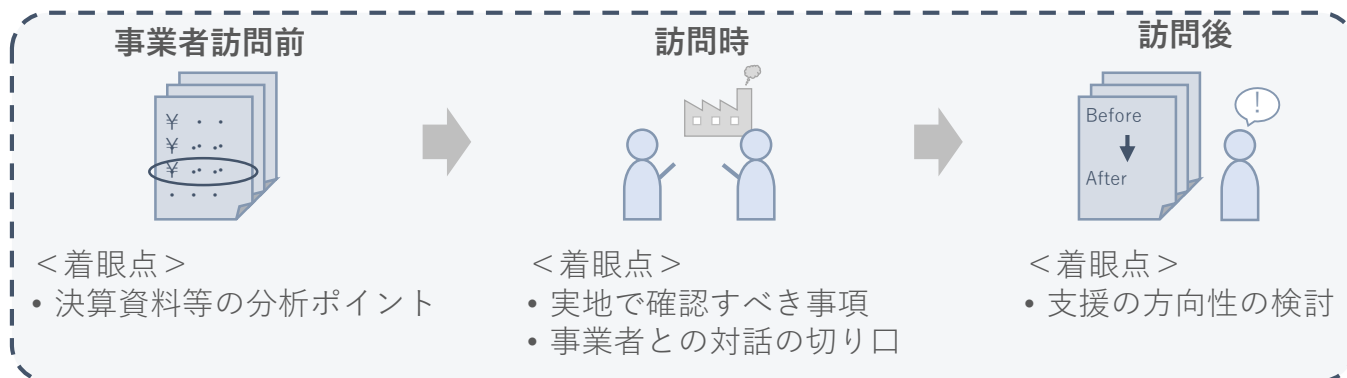 事業者訪問前
¥ ・ ・
¥ ・・ ・・
¥ ・・ ・・
・ ・ ・
＜着眼点＞
• 決算資料等の分析ポイント
訪問時
＜着眼点＞
• 実地で確認すべき事項
• 事業者との対話の切り口
訪問後
Before
After
!
＜着眼点＞
• 支援の方向性の検討